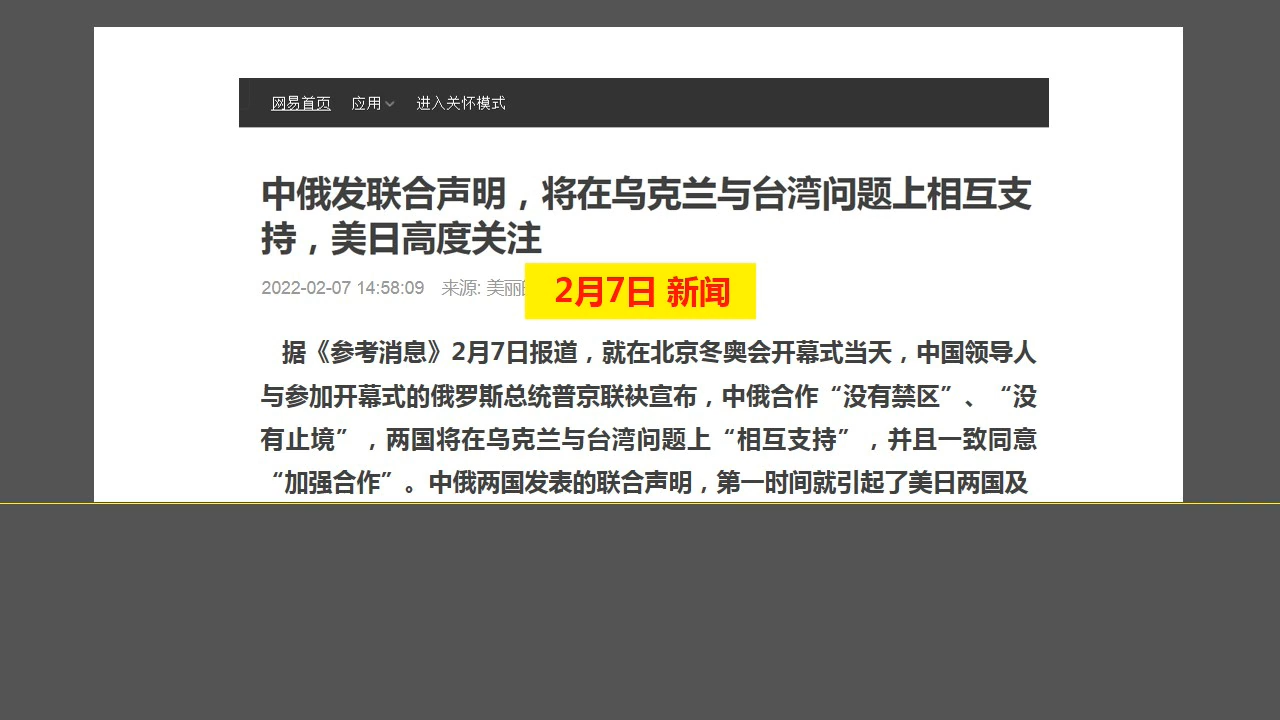 网易首页 应用 进入关怀模式
中俄发联合声明，将在乌克兰与台湾问题上相互支
持，美日高度关注
2022-02-07 14:58:09 来源: 美丽
2月7日 新闻
据《参考消息》2月7日报道，就在北京冬奥会开幕式当天，中国领导人
与参加开幕式的俄罗斯总统普京联袂宣布，中俄合作“没有禁区”、“没
有止境”，两国将在乌克兰与台湾问题上“相互支持”，并且一致同意
“加强合作”。中俄两国发表的联合声明，第一时间就引起了美日两国及